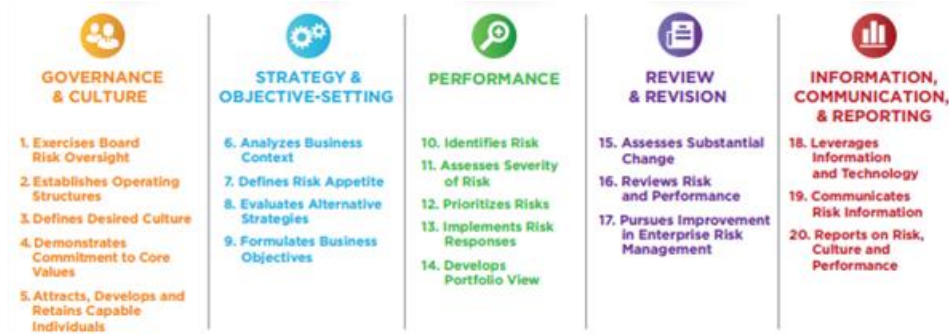 GOVERNANCE
& CULTURE
1. Exercises Board
Risk Oversight
2. Establishes Operating
Structures
3. Defines Desired Culture
4. Demonstrates
Commitment to Core
Values
5. Attracts, Develops and
Retains Capable
Individuals
STRATEGY &
OBJECTIVE-SETTING
6. Analyzes Business
Context
7. Defines Risk Appetite
8. Evaluates Alternative
Strategies
9. Formulates Business
Objectives
PERFORMANCE
10. Identifies Risk
11. Assesses Severity
of Risk
12. Prioritizes Risks
13. Implements Risk
Responses
14. Develops
Portfolio View
REVIEW
& REVISION
15. Assesses Substantial
Change
16. Reviews Risk
and Performance
17. Pursues Improvement
in Enterprise Risk
Management
INFORMATION,
COMMUNICATION,
& REPORTING
18. Leverages
Information
and Technology
19. Communicates
Risk Information
20. Reports on Risk,
Culture and
Performance